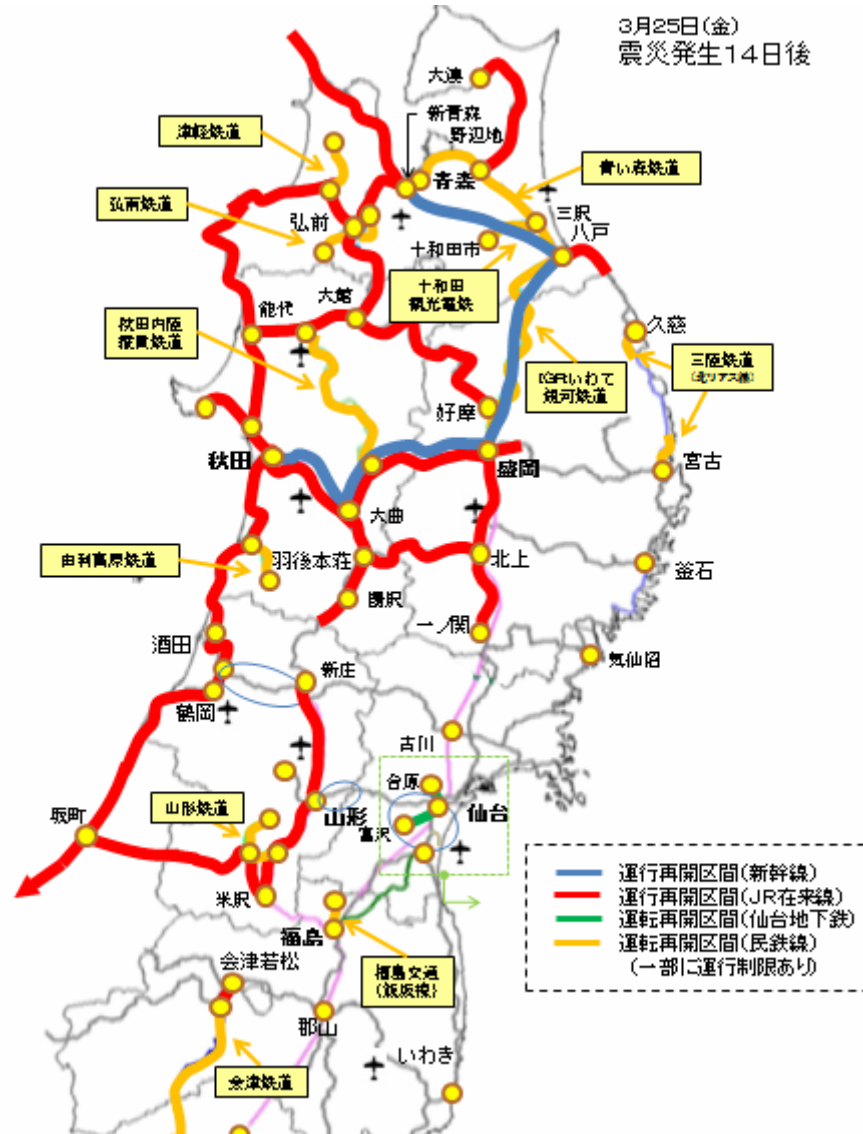 3月25日(金)
震災発生14日後
大湊
新青森
野辺地
津軽鉄道
青森
青い森鉄道
弘南鉄道
弘前
三沢
八戸
十和田市
十和田
観光電鉄
能代
大館
秋田内陸
縦貫鉄道
久慈
三陸鉄道
(北リアス線)
IGRいわて
銀河鉄道
好摩
秋田
盛岡
宮古
大曲
由利高原鉄道
羽後本荘
北上
釜石
湯沢
一ノ関
酒田
新庄
気仙沼
鶴岡
古川
台原
山形鉄道
山形
仙台
富沢
坂町
米沢
福島
会津若松
福島交通
(飯坂線)
郡山
いわき
会津鉄道
運行再開区間(新幹線)
運行再開区間(JR在来線)
運転再開区間(仙台地下鉄)
運転再開区間(民鉄線)
(一部に運行制限あり)